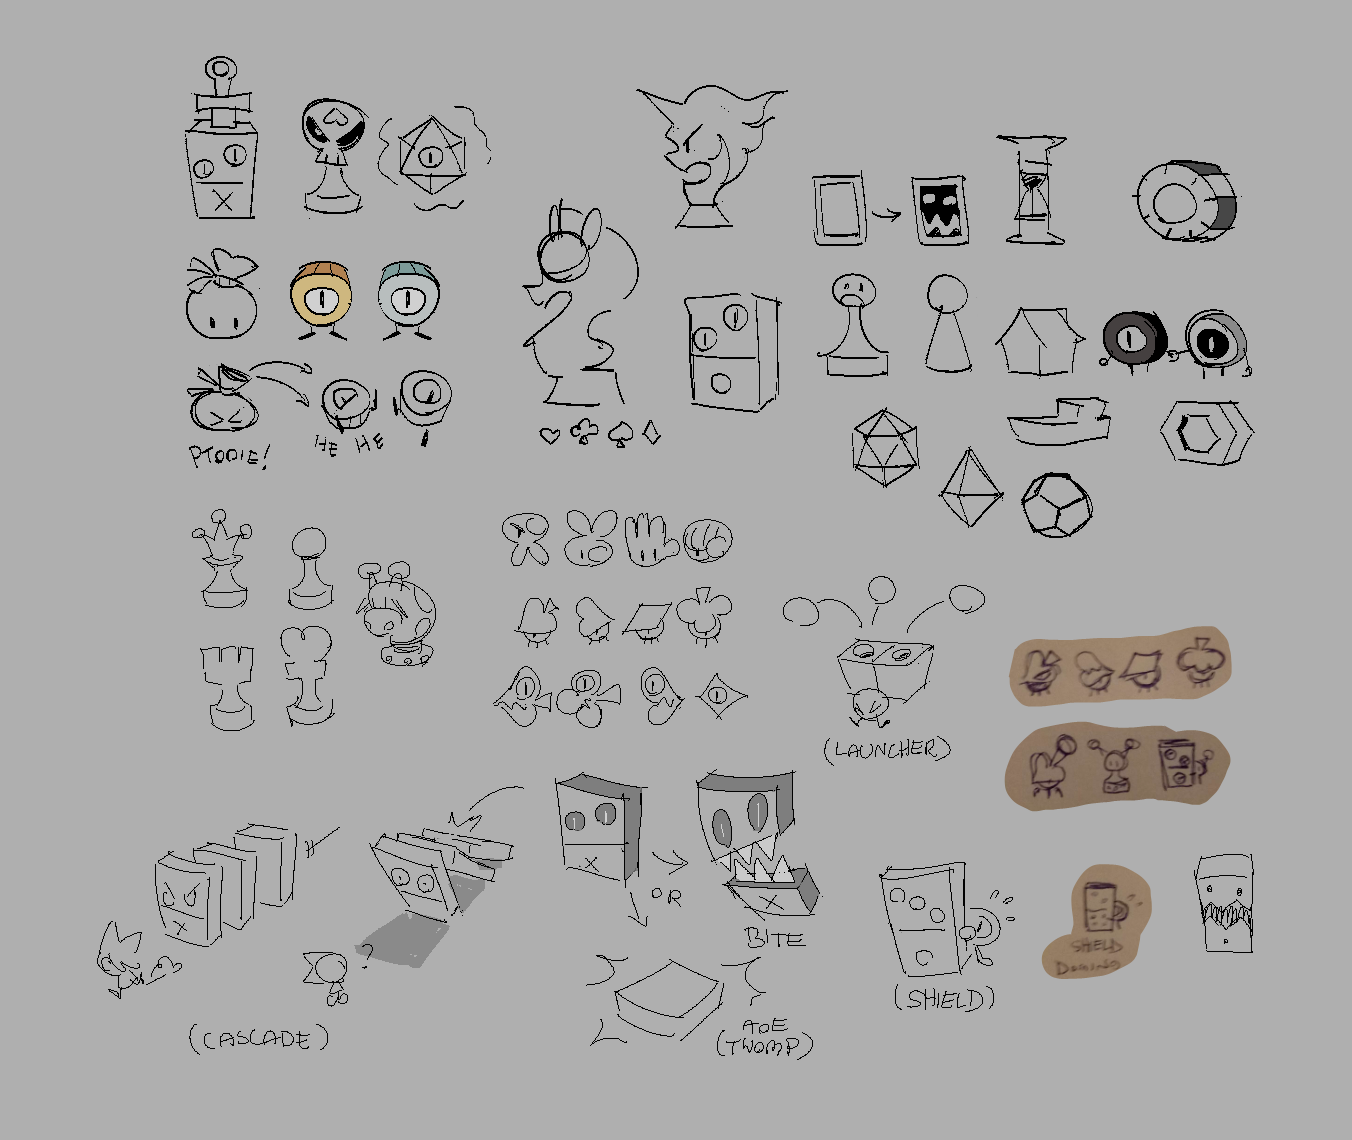 PTOOIE!
HE HE
(LAUNCHER)
OR
BITE
?
SHIELD
DOMINO
(SHIELD)
AOE
(TWOMP)
(CASCADE)